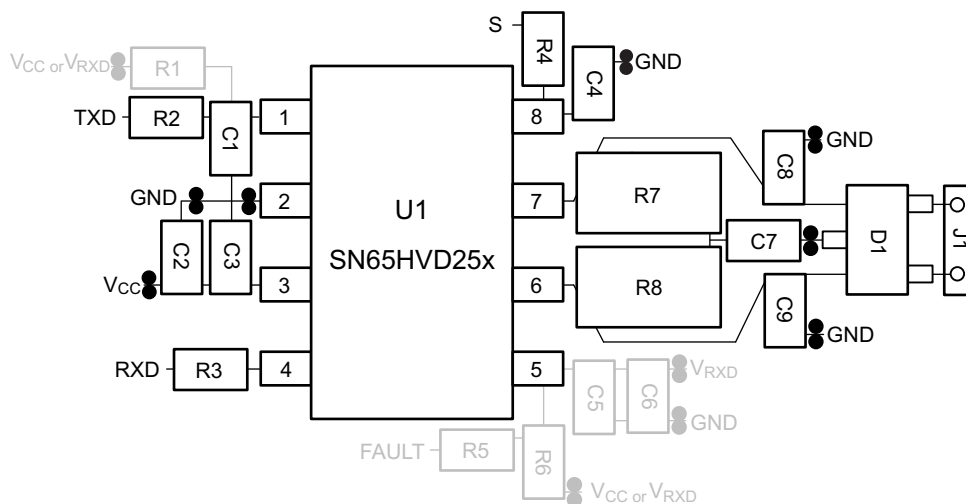 S
R4
C4
GND
VCC or VRXD
R1
TXD
R2
C1
1
8
GND
C8
GND
2
7
R7
U1
SN65HVD25x
C2
C3
C7
D1
J1
VCC
3
6
R8
C9
GND
RXD
R3
4
5
C5
C6
VRXD
GND
FAULT
R5
R6
VCC or VRXD